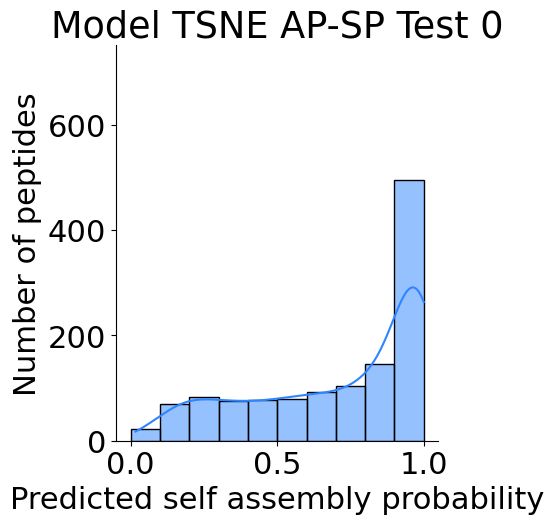 Model TSNE AP-SP Test 0
Number of peptides
600
400
200
0
0.0 0.5 1.0
Predicted self assembly probability